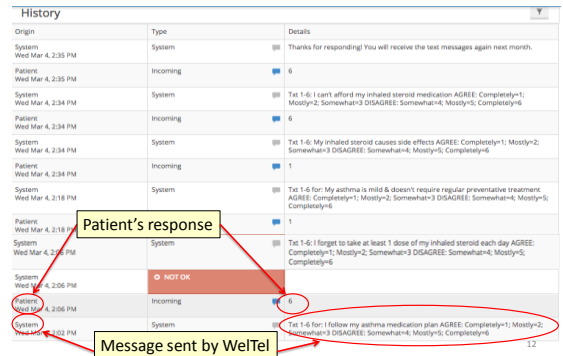 History
Origin Type Details
System System Thanks for responding! You will receive the text messages again next month.
Wed Mar 4, 2:35 PM
Patient Incoming 6
Wed Mar 4, 2:35 PM
System System Txt 1-6: I can't afford my inhaled steroid medication AGREE: Completely=1;
Wed Mar 4, 2:34 PM Mostly=2; Somewhat=3 DISAGREE: Somewhat=4; Mostly=5; Completely=6
Patient Incoming 6
Wed Mar 4, 2:34 PM
System System Txt 1-6: My inhaled steroid causes side effects AGREE: Completely=1; Mostly=2;
Wed Mar 4, 2:34 PM Somewhat=3 DISAGREE: Somewhat=4; Mostly=5; Completely=6
Patient Incoming 1
Wed Mar 4, 2:34 PM
System System Txt 1-6 for: My asthma is mild & doesn't require regular preventative treatment
Wed Mar 4, 2:18 PM AGREE: Completely=1; Mostly=2; Somewhat=3 DISAGREE: Somewhat=4; Mostly=5;
Completely=6
Patient 1
Wed Mar 4, 2:18 PM
Patient's response
System System Txt 1-6: I forget to take at least 1 dose of my inhaled steroid each day AGREE:
Wed Mar 4, 2:06 PM Completely=1; Mostly=2; Somewhat=3 DISAGREE: Somewhat=4; Mostly=5;
Completely=6
System NOT OK
Wed Mar 4, 2:06 PM
Patient Incoming 6
Wed Mar 4, 2:06 PM
System System Txt 1-6 for: I follow my asthma medication plan AGREE: Completely=1; Mostly=2;
Wed Mar 4, 2:02 PM Somewhat=3 DISAGREE: Somewhat=4; Mostly=5; Completely=6
Message sent by WelTel
12